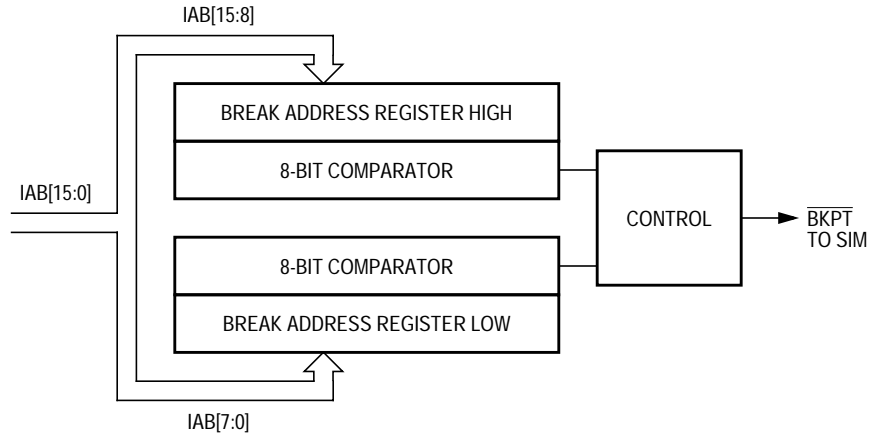 IAB[15:8]
BREAK ADDRESS REGISTER HIGH
8-BIT COMPARATOR
IAB[15:0]
CONTROL
BKPT
TO SIM
8-BIT COMPARATOR
BREAK ADDRESS REGISTER LOW
IAB[7:0]